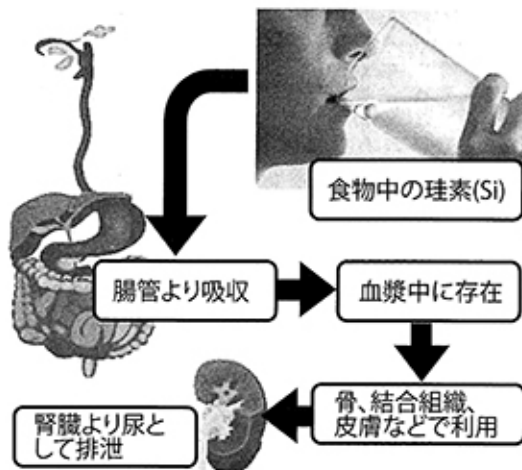 食物中の珪素(Si)
腸管より吸収
血漿中に存在
骨、結合組織、
皮膚などで利用
腎臓より尿と
して排泄